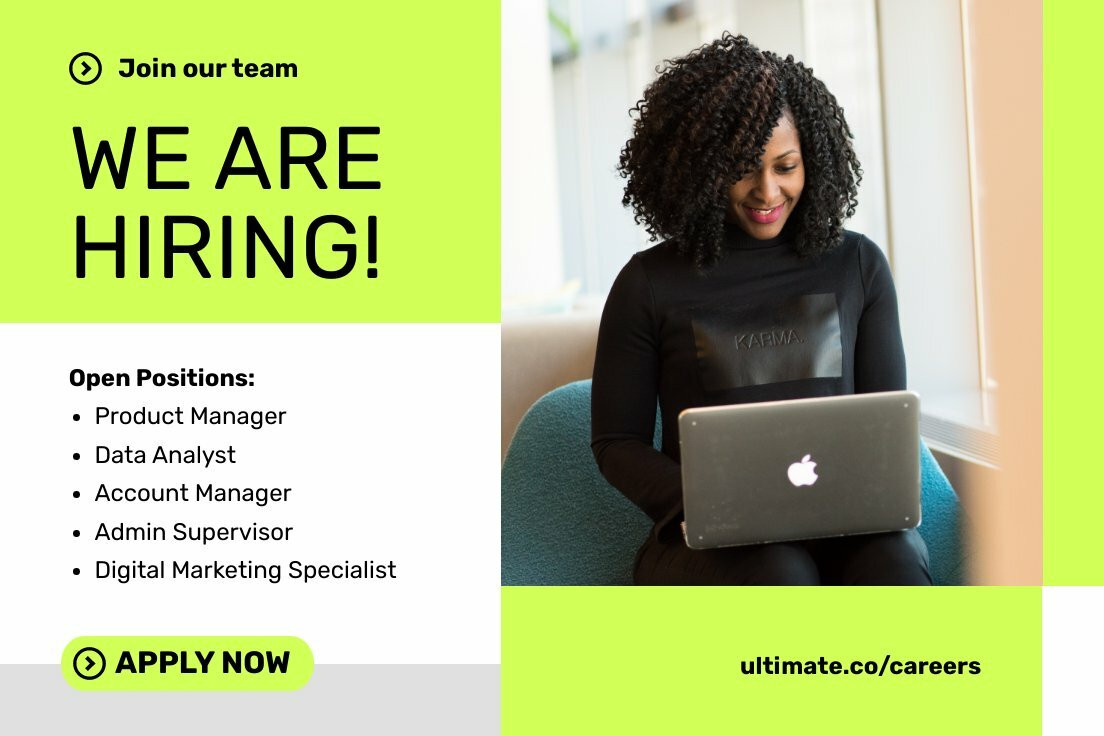 Join our team
WE ARE
HIRING!
Open Positions:
• Product Manager
• Data Analyst
• Account Manager
• Admin Supervisor
• Digital Marketing Specialist
APPLY NOW
KARMA.
ultimate.co/careers